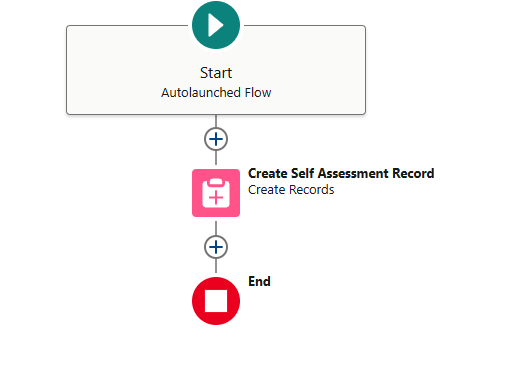 Start
Autolaunched Flow
Create Self Assessment Record
Create Records
End